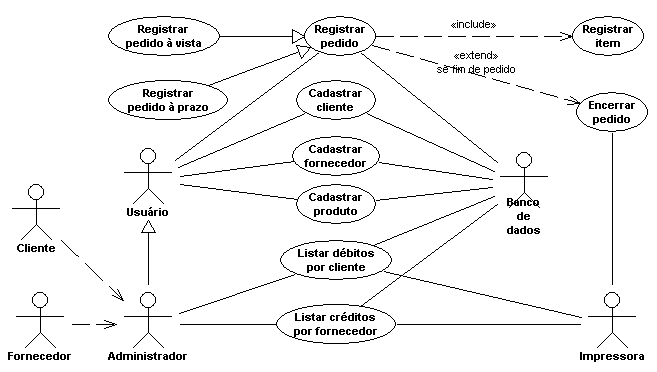 Registrar
pedido à vista
Registrar
pedido
«include»
Registrar
item
«extend»
se fim de pedido
Registrar
pedido à prazo
Cadastrar
cliente
Encerrar
pedido
Cadastrar
fornecedor
Usuário
Cadastrar
produto
Banco
de
dados
Cliente
Listar débitos
por cliente
Listar créditos
por fornecedor
Fornecedor
Administrador
Impressora